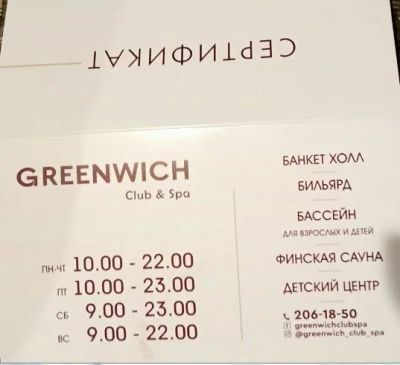 СЕРТИФИКАТ
GREENWICH
Club & Spa
ПН-ЧТ 10.00 - 22.00
ПТ 10.00 - 23.00
СБ 9.00 - 23.00
ВС 9.00 - 22.00
БАНКЕТ ХОЛЛ
БИЛЬЯРД
БАССЕЙН
ДЛЯ ВЗРОСЛЫХ И ДЕТЕЙ
ФИНСКАЯ САУНА
ДЕТСКИЙ ЦЕНТР
206-18-50
greenwichclubspa
@greenwich_club_spa